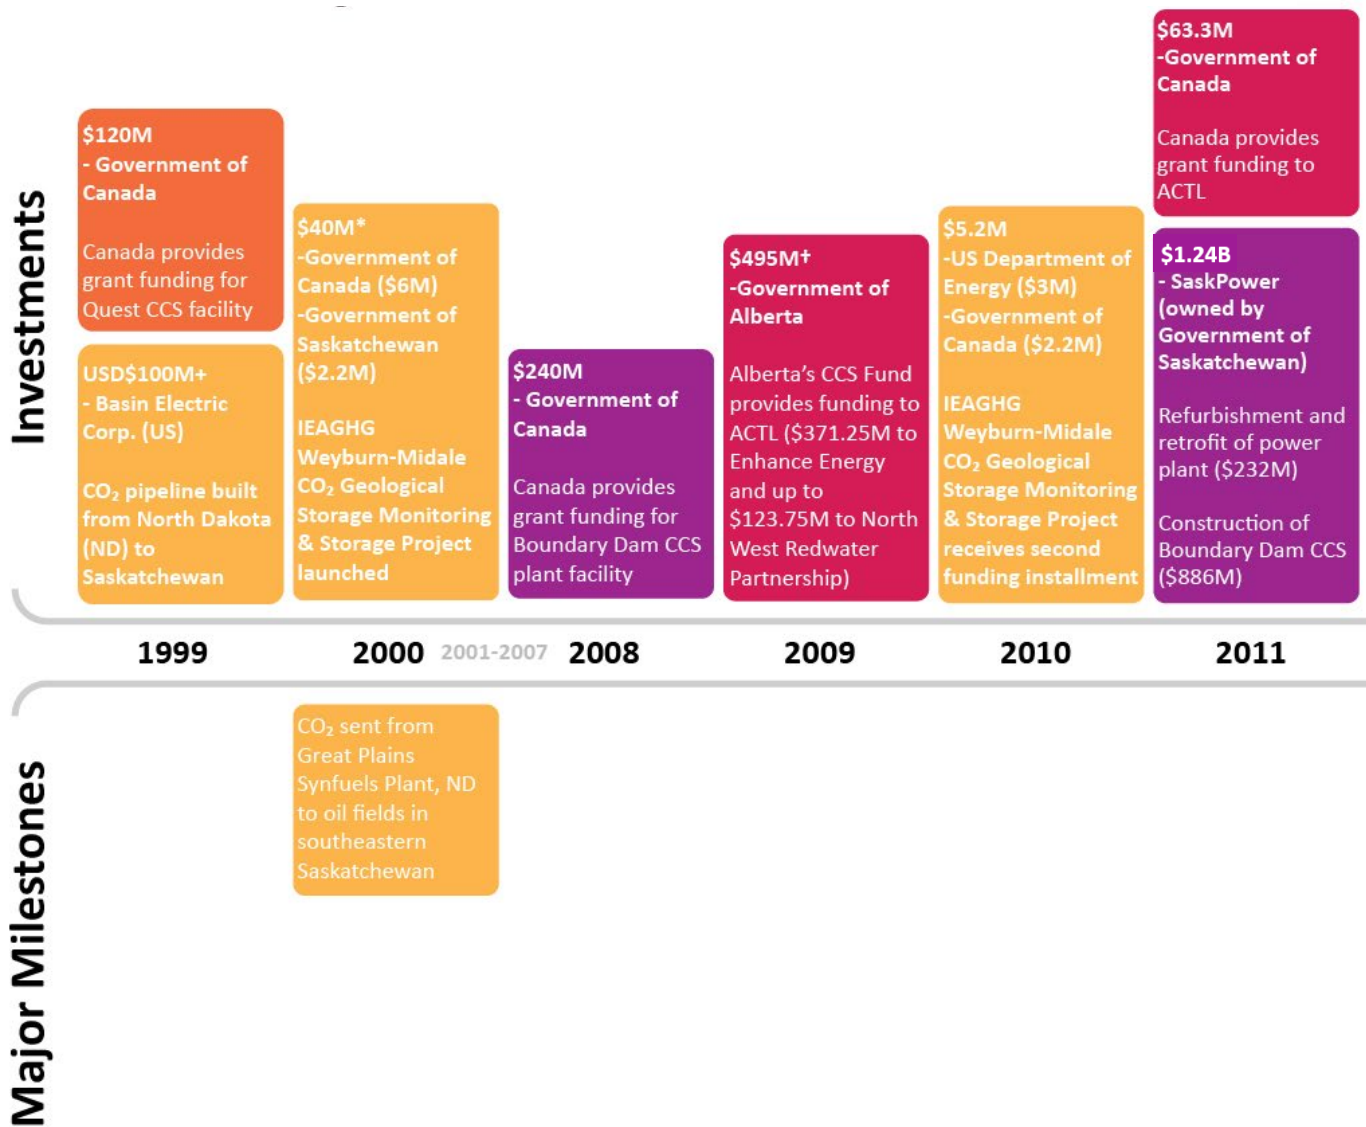 Investments
$120M
- Government of
Canada
Canada provides
grant funding for
Quest CCS facility
USD$100M+
- Basin Electric
Corp. (US)
CO₂ pipeline built
from North Dakota
(ND) to
Saskatchewan
$40M*
-Government of
Canada ($6M)
-Government of
Saskatchewan
($2.2M)
IEAGHG
Weyburn-Midale
CO₂ Geological
Storage Monitoring
& Storage Project
launched
$240M
- Government of
Canada
Canada provides
grant funding for
Boundary Dam CCS
plant facility
$495M†
-Government of
Alberta
Alberta’s CCS Fund
provides funding to
ACTL ($371.25M to
Enhance Energy
and up to
$123.75M to North
West Redwater
Partnership)
$5.2M
-US Department of
Energy ($3M)
-Government of
Canada ($2.2M)
IEAGHG
Weyburn-Midale
CO₂ Geological
Storage Monitoring
& Storage Project
receives second
funding installment
$63.3M
-Government of
Canada
Canada provides
grant funding to
ACTL
$1.24B
- SaskPower
(owned by
Government of
Saskatchewan)
Refurbishment and
retrofit of power
plant ($232M)
Construction of
Boundary Dam CCS
($886M)
1999 2000 2001-2007 2008 2009 2010 2011
Major Milestones
CO₂ sent from
Great Plains
Synfuels Plant, ND
to oil fields in
southeastern
Saskatchewan